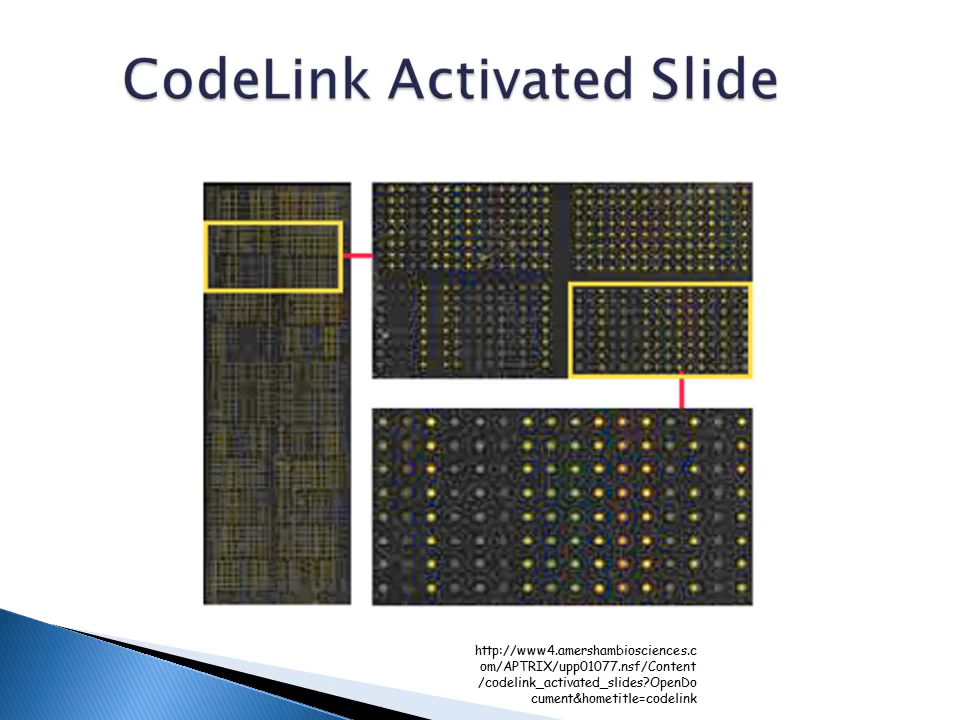 CodeLink Activated Slide
http://www4.amershambiosciences.c
om/APTRIX/upp01077.nsf/Content
/codelink_activated_slides?OpenDo
cument&hometitle=codelink